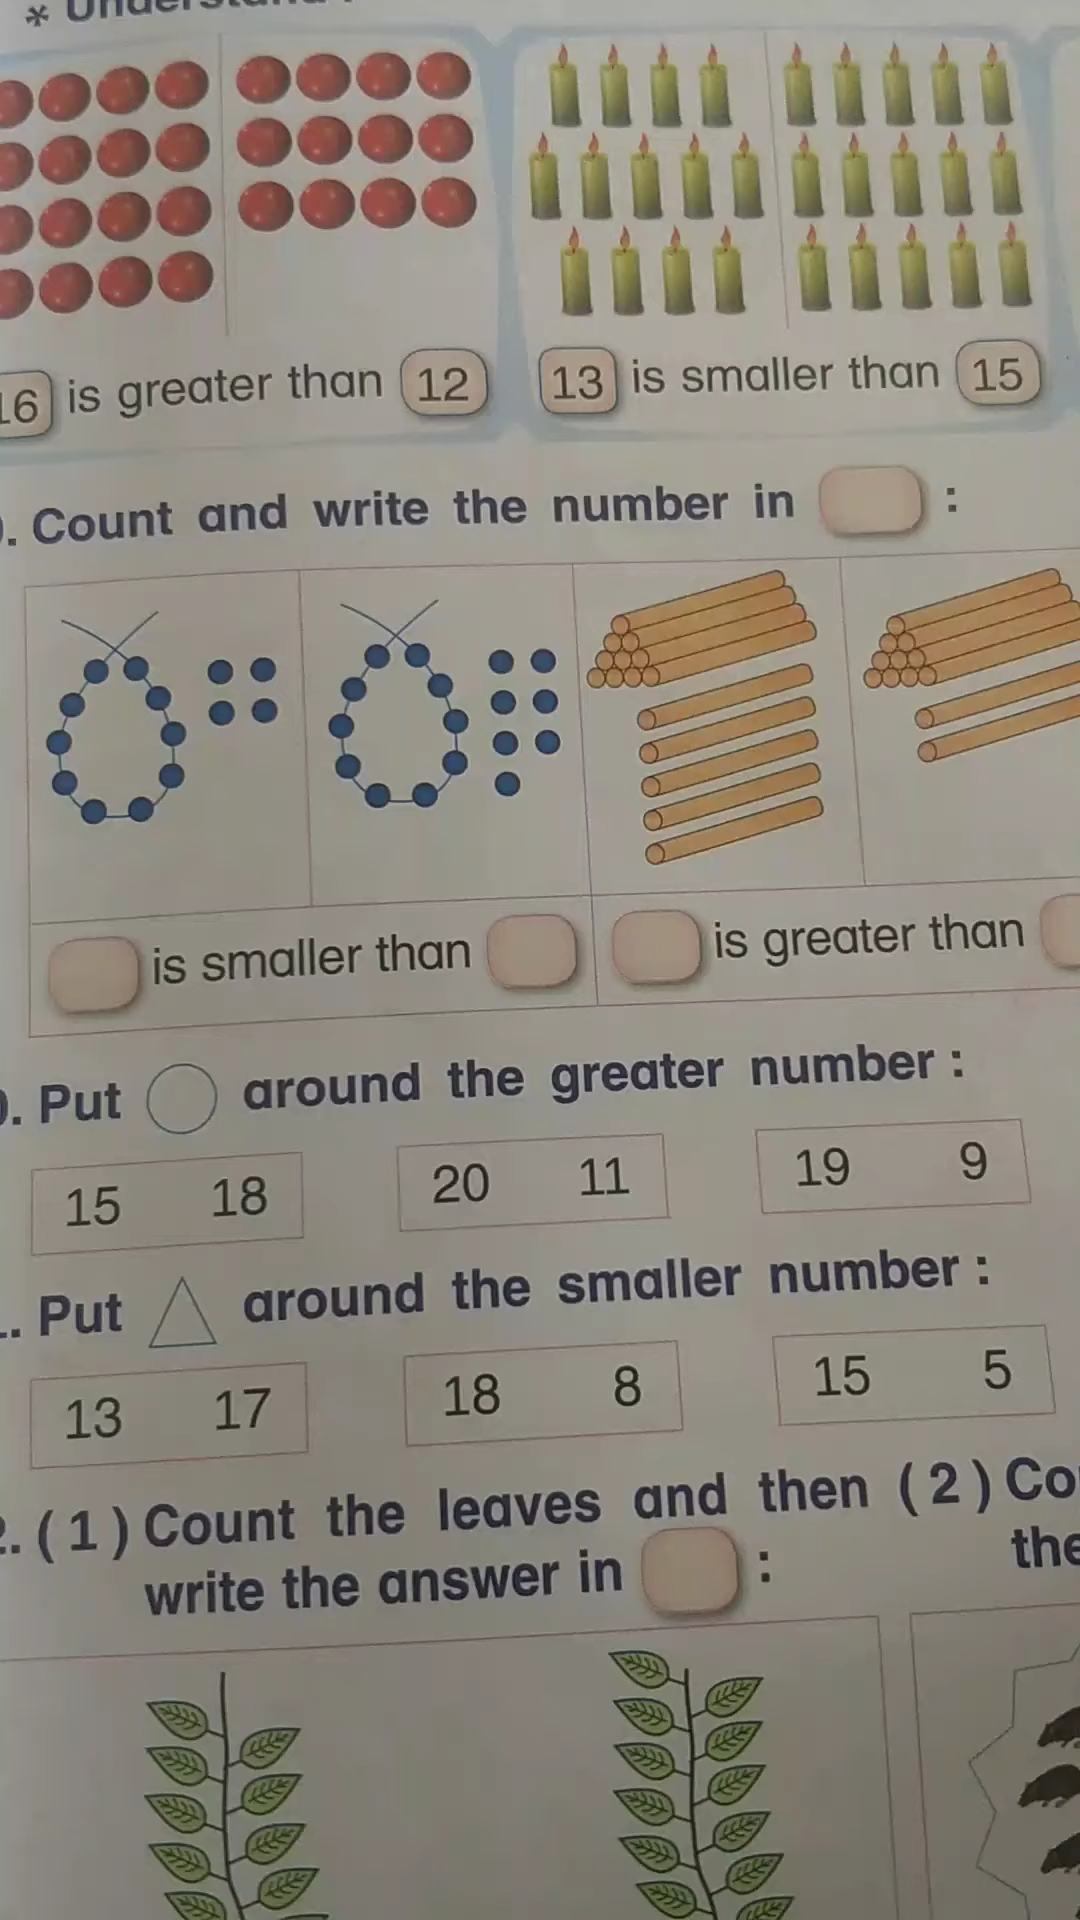 * Understand
16 is greater than 12
13 is smaller than 15
. Count and write the number in :
is smaller than
is greater than
. Put around the greater number :
15 18
20 11
19 9
. Put around the smaller number :
13 17
18 8
15 5
. ( 1 ) Count the leaves and then
write the answer in :
( 2 ) Co
the